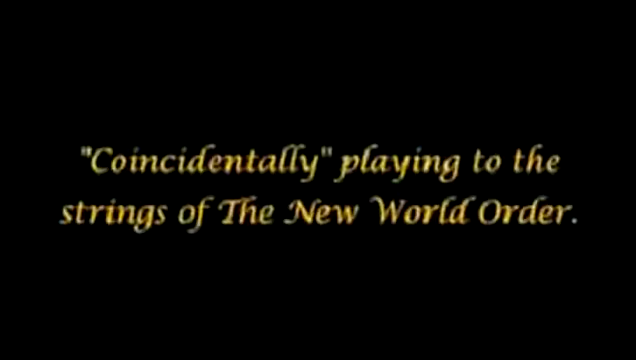 "Coincidentally" playing to the
strings of The New World Order.